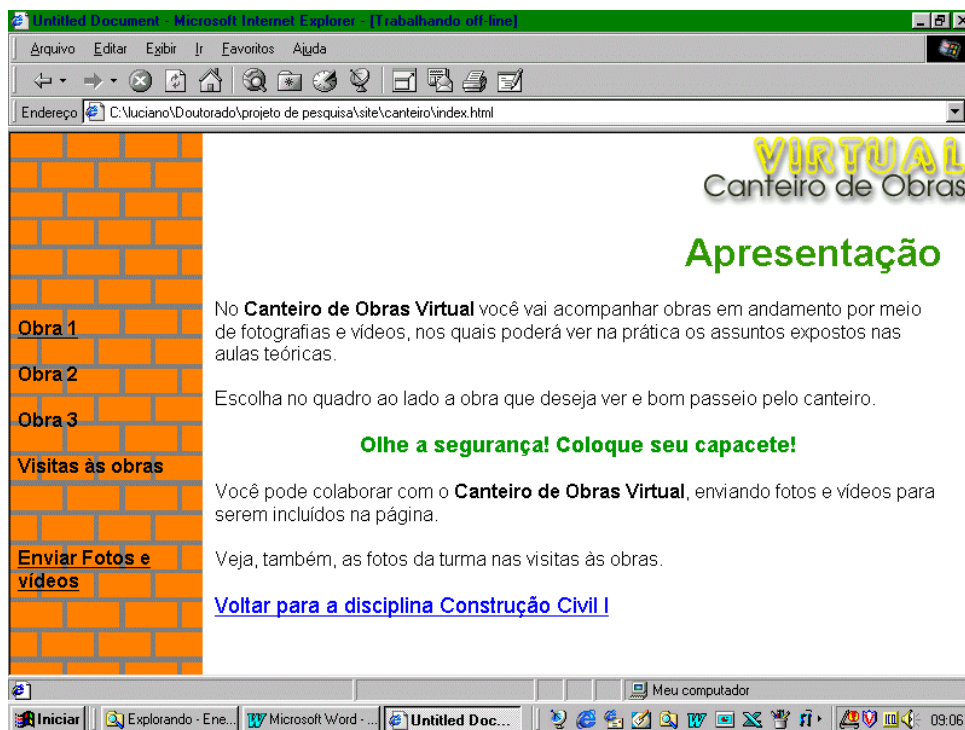 Untitled Document - Microsoft Internet Explorer - [Trabalhando off-line]
Arquivo Editar Exibir Ir Favoritos Ajuda
Endereço C:\luciano\Doutorado\projeto de pesquisa\site\canteiro\index.html
VIRTUAL
Canteiro de Obras
Apresentação
Obra 1
Obra 2
Obra 3
Visitas às obras
Enviar Fotos e
vídeos
No Canteiro de Obras Virtual você vai acompanhar obras em andamento por meio
de fotografias e vídeos, nos quais poderá ver na prática os assuntos expostos nas
aulas teóricas.
Escolha no quadro ao lado a obra que deseja ver e bom passeio pelo canteiro.
Olhe a segurança! Coloque seu capacete!
Você pode colaborar com o Canteiro de Obras Virtual, enviando fotos e vídeos para
serem incluídos na página.
Veja, também, as fotos da turma nas visitas às obras.
Voltar para a disciplina Construção Civil I
Meu computador
Iniciar Explorando - Ene... Microsoft Word - ... Untitled Doc... 09:06